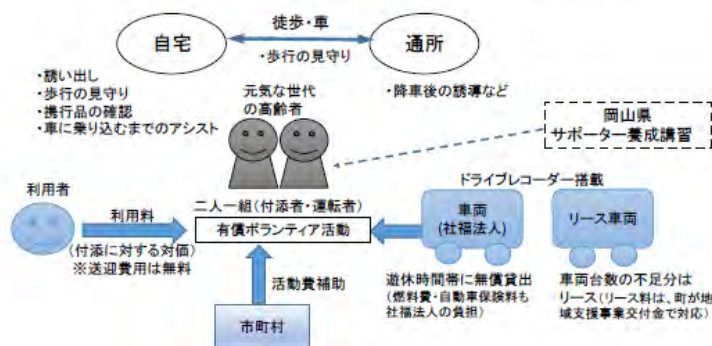 徒歩・車
自宅
通所
・歩行の見守り
・誘い出し
・歩行の見守り
・携行品の確認
・車に乗り込むまでのアシスト
元気な世代
の高齢者
・降車後の誘導など
岡山県
サポーター養成講習
ドライブレコーダー搭載
利用者
利用料
(付添に対する対価)
※送迎費用は無料
二人一組(付添者・運転者)
有償ボランティア活動
車両
(社福法人)
リース車両
活動費補助
市町村
遊休時間帯に無償貸出
(燃料費・自動車保険料も
社福法人の負担)
車両台数の不足分は
リース(リース料は、町が地
域支援事業交付金で対応)